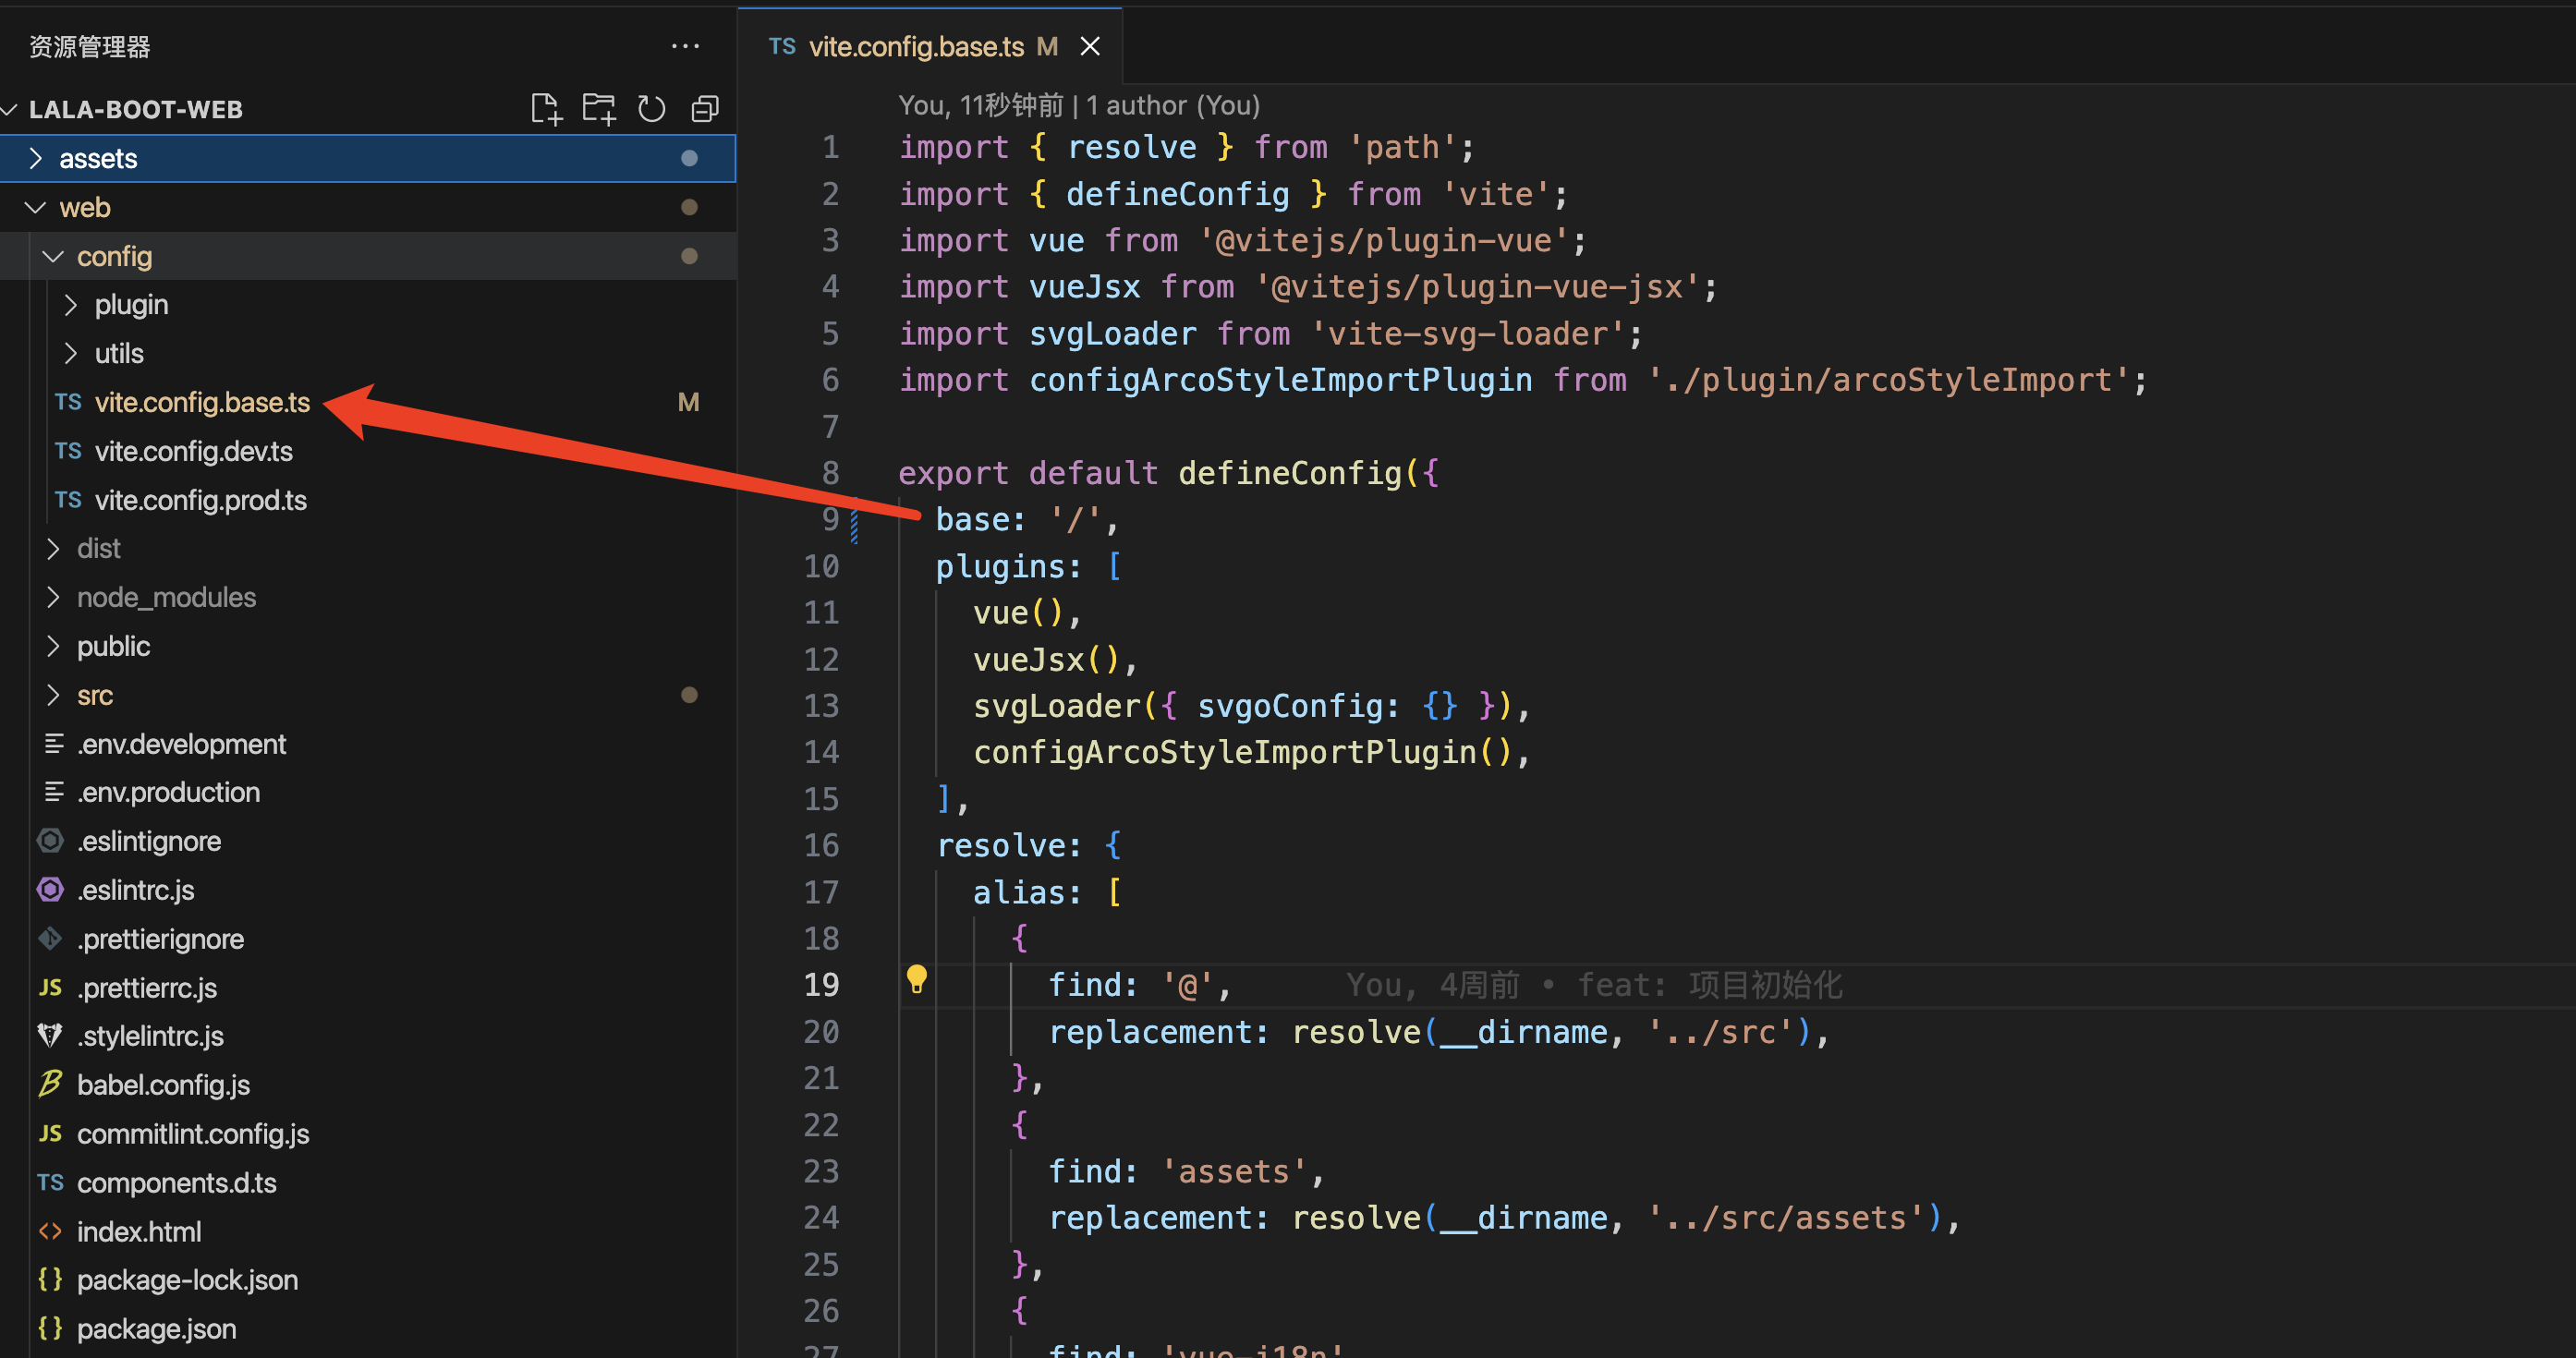 资源管理器
LALA-BOOT-WEB
assets
web
config
plugin
utils
TS vite.config.base.ts M
TS vite.config.dev.ts
TS vite.config.prod.ts
dist
node_modules
public
src
.env.development
.env.production
.eslintignore
.eslintrc.js
.prettierignore
JS .prettierrc.js
.stylelintrc.js
babel.config.js
JS commitlint.config.js
TS components.d.ts
index.html
package-lock.json
package.json
TS vite.config.base.ts M
You, 11秒钟前 | 1 author (You)
1 import { resolve } from 'path';
2 import { defineConfig } from 'vite';
3 import vue from '@vitejs/plugin-vue';
4 import vueJsx from '@vitejs/plugin-vue-jsx';
5 import svgLoader from 'vite-svg-loader';
6 import configArcoStyleImportPlugin from './plugin/arcoStyleImport';
7
8 export default defineConfig({
9 base: '/',
10 plugins: [
11 vue(),
12 vueJsx(),
13 svgLoader({ svgoConfig: {} }),
14 configArcoStyleImportPlugin(),
15 ],
16 resolve: {
17 alias: [
18 {
19 find: '@', You, 4周前 • feat: 项目初始化
20 replacement: resolve(__dirname, '../src'),
21 },
22 {
23 find: 'assets',
24 replacement: resolve(__dirname, '../src/assets'),
25 },
26 {
27 find: 'vue-i18n'